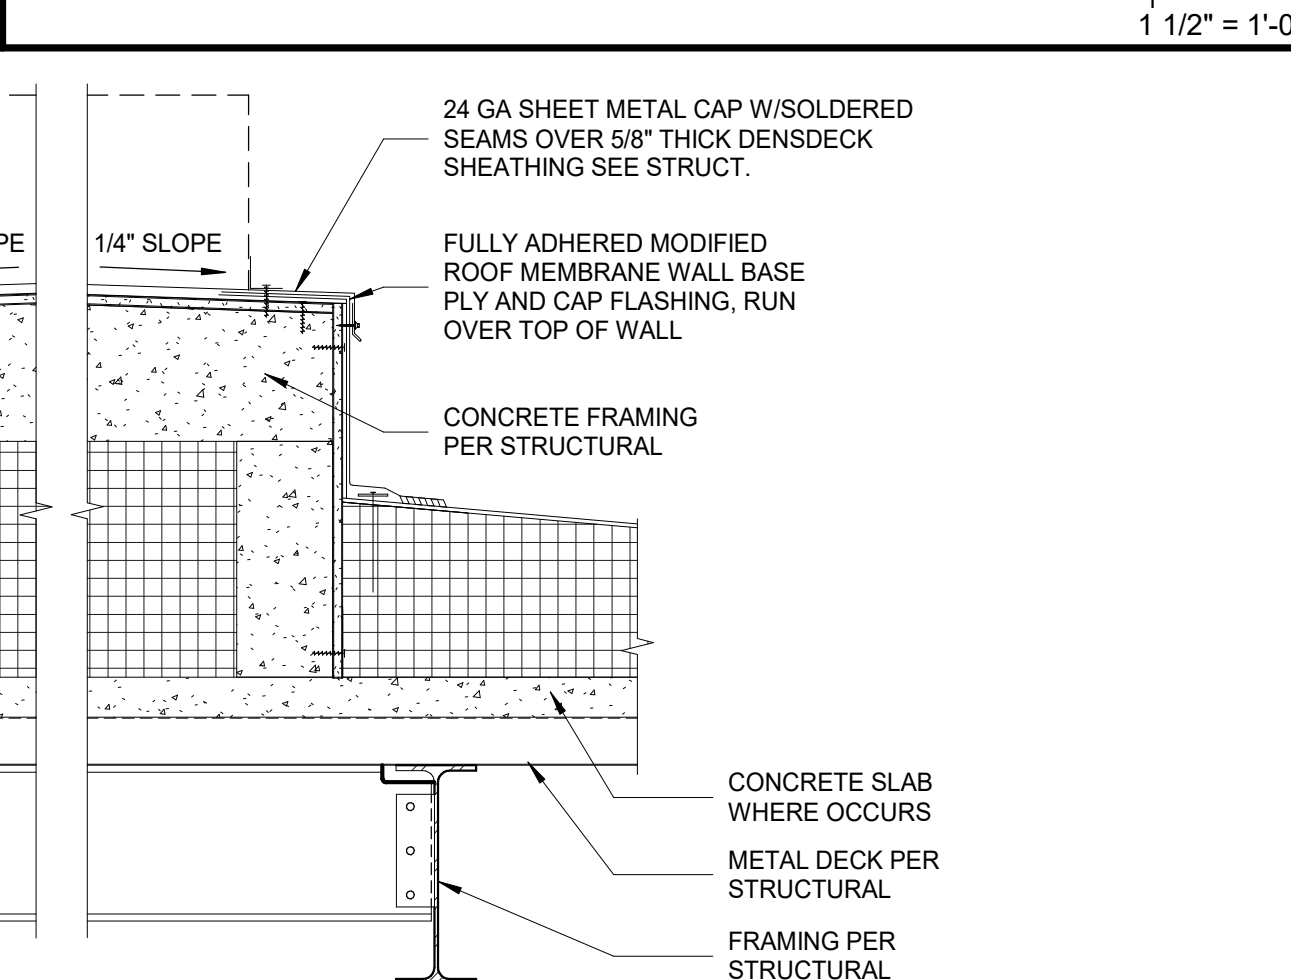 1 1/2" = 1'-0
24 GA SHEET METAL CAP W/SOLDERED
SEAMS OVER 5/8" THICK DENSDECK
SHEATHING SEE STRUCT.
PE
1/4" SLOPE
FULLY ADHERED MODIFIED
ROOF MEMBRANE WALL BASE
PLY AND CAP FLASHING, RUN
OVER TOP OF WALL
CONCRETE FRAMING
PER STRUCTURAL
CONCRETE SLAB
WHERE OCCURS
METAL DECK PER
STRUCTURAL
FRAMING PER
STRUCTURAL